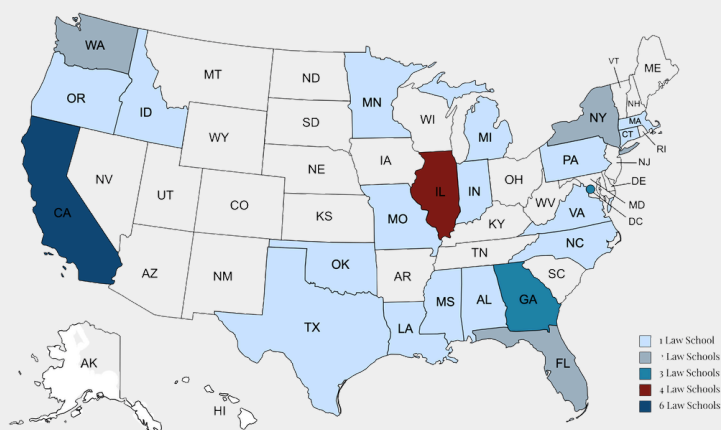 WA
MT
ND
MN
VT
ME
OR
ID
SD
WI
MI
NY
NH
MA
CT
RI
WY
IA
NE
PA
NJ
NV
UT
CO
IL
IN
OH
DE
MD
DC
CA
KS
MO
KY
WV
VA
AZ
NM
OK
AR
TN
NC
SC
TX
LA
MS
AL
GA
FL
AK
HI
1 Law School
Law Schools
3 Law Schools
4 Law Schools
6 Law Schools